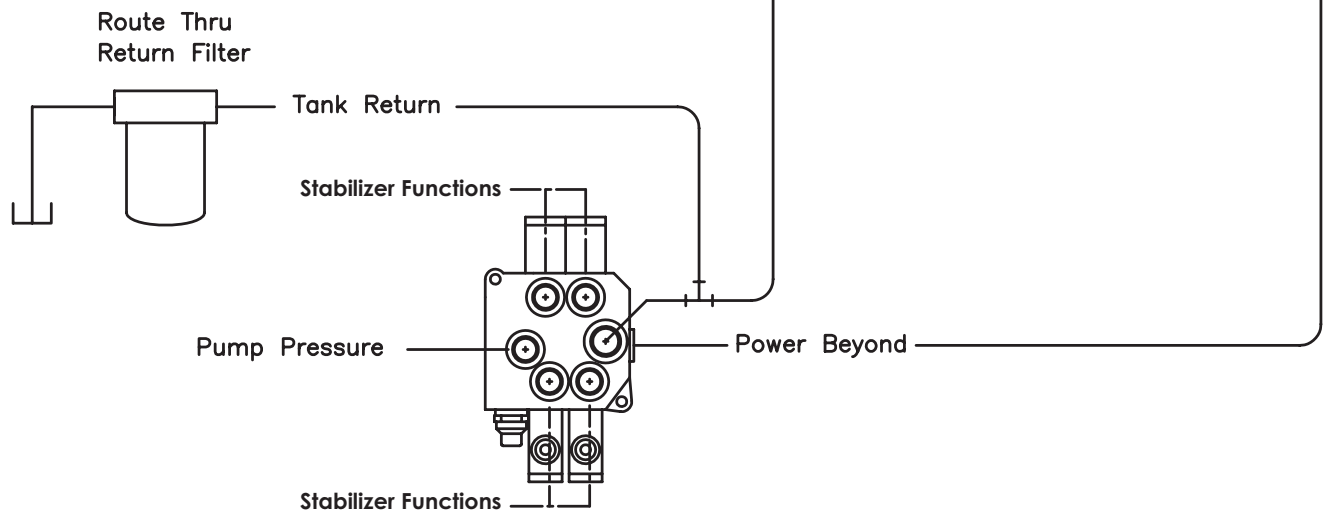 Route Thru
Return Filter
Tank Return
Stabilizer Functions
Pump Pressure
Power Beyond
Stabilizer Functions